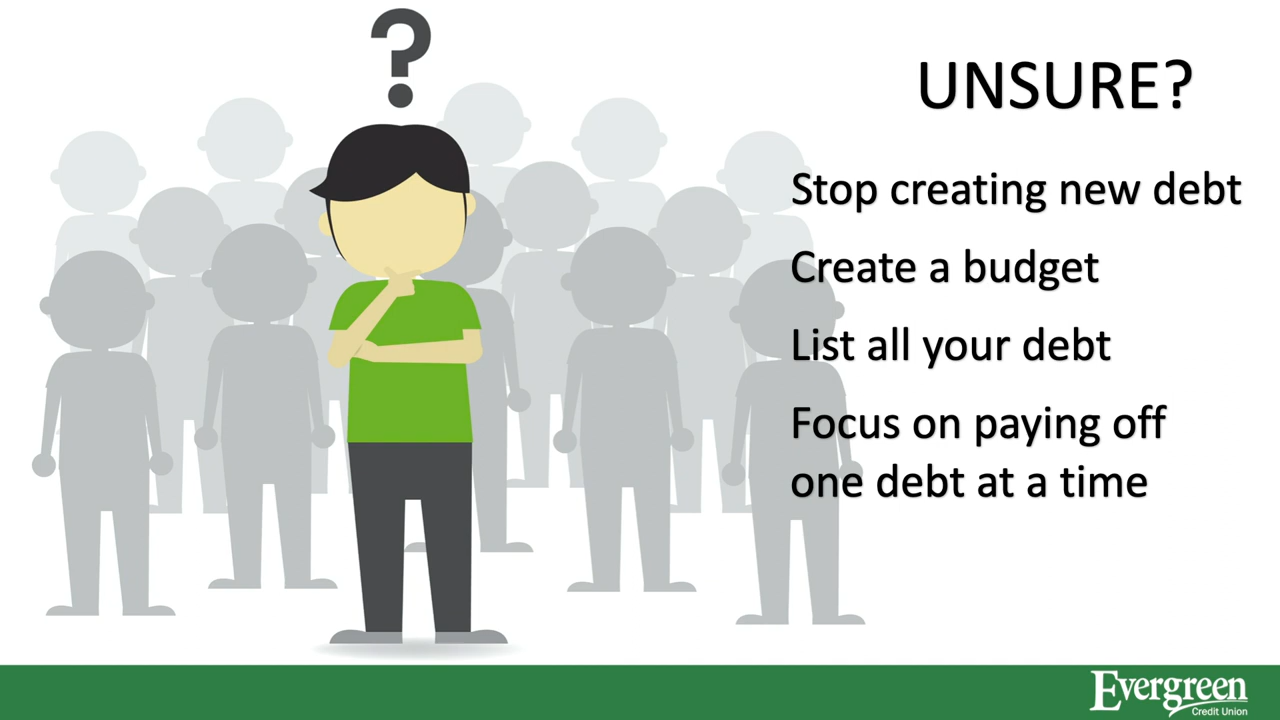 ?
UNSURE?
Stop creating new debt
Create a budget
List all your debt
Focus on paying off
one debt at a time
Evergreen
Credit Union